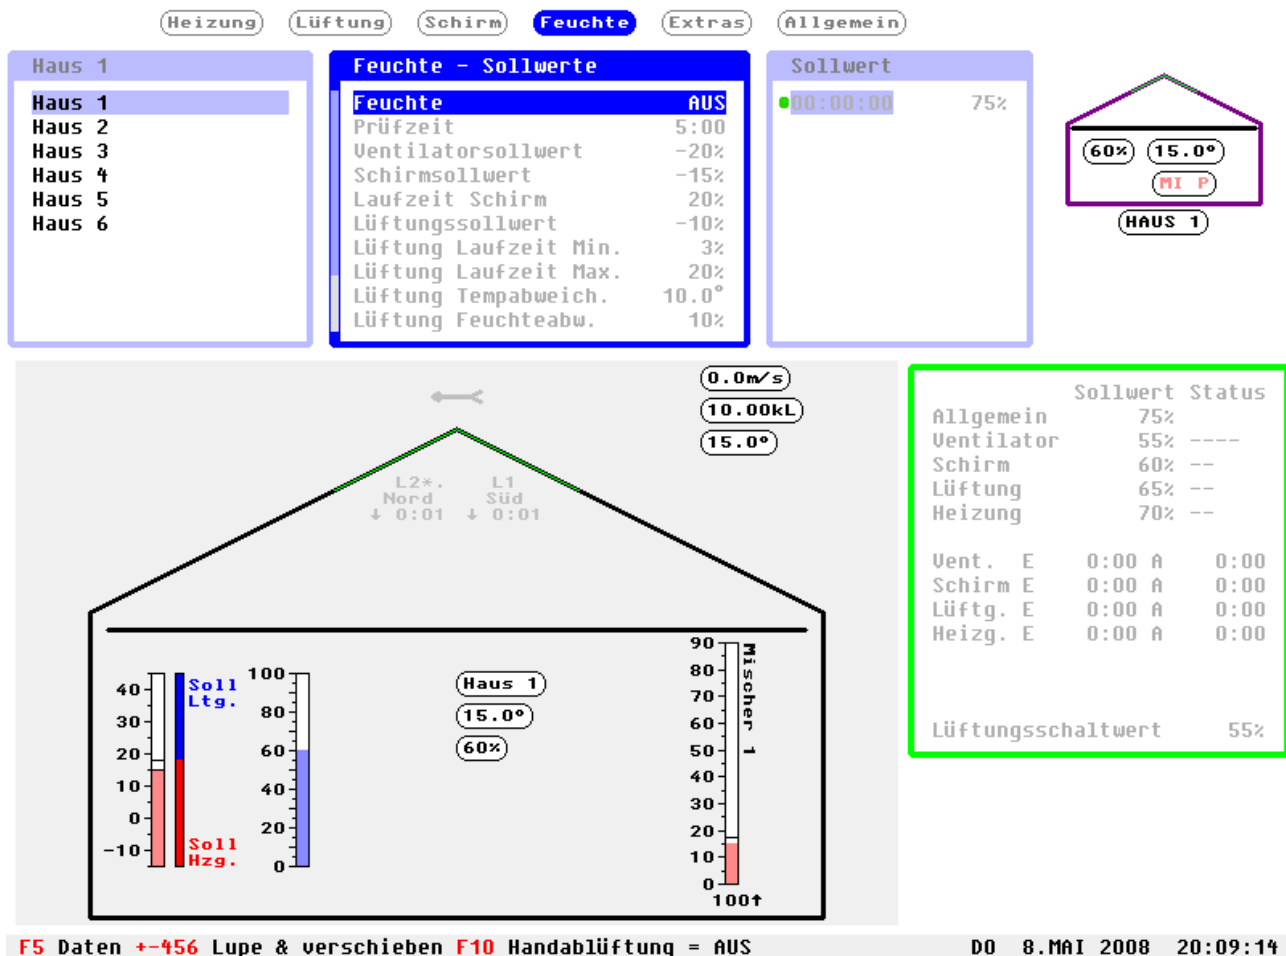 Heizung Lüftung Schirm Feuchte Extras Allgemein
Haus 1
Haus 1
Haus 2
Haus 3
Haus 4
Haus 5
Haus 6
Feuchte - Sollwerte
Feuchte AUS
Prüfzeit 5:00
Ventilatorsollwert -20%
Schirmsollwert -15%
Laufzeit Schirm 20%
Lüftungssollwert -10%
Lüftung Laufzeit Min. 3%
Lüftung Laufzeit Max. 20%
Lüftung Tempabweich. 10.0°
Lüftung Feuchteabw. 10%
Sollwert
00:00:00 75%
60% 15.0°
MI P
HAUS 1
0.0m/s
10.00kL
15.0°
L2*. L1
Nord Süd
↓ 0:01 ↓ 0:01
40
30
20
10
0
-10
Soll
Ltg.
Soll
Hzg.
100
80
60
40
20
0
Haus 1
15.0°
60%
90
80
70
60
50
40
30
20
10
0
100↑
Mischer 1
Sollwert Status
Allgemein 75%
Ventilator 55% ----
Schirm 60% --
Lüftung 65% --
Heizung 70% --
Vent. E 0:00 A 0:00
Schirm E 0:00 A 0:00
Lüftg. E 0:00 A 0:00
Heizg. E 0:00 A 0:00
Lüftungsschaltwert 55%
F5 Daten +-456 Lupe & verschieben F10 Handablüftung = AUS DO 8.MAI 2008 20:09:14